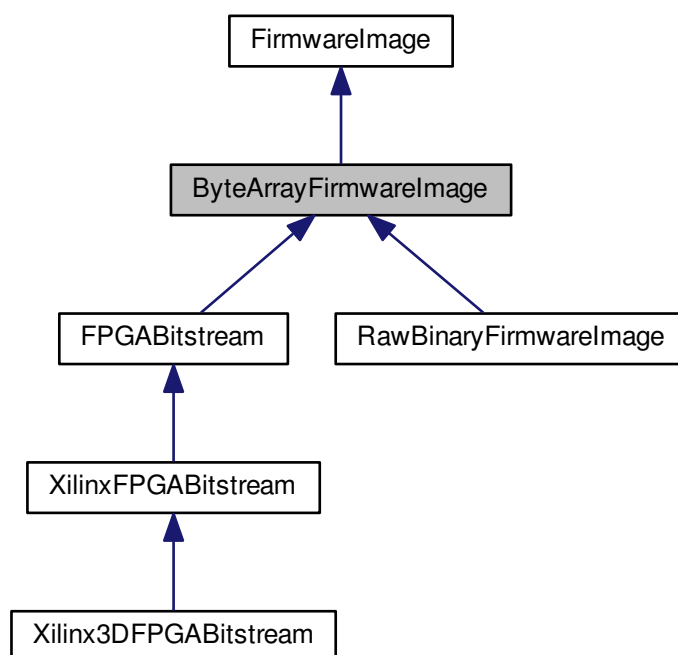 FirmwareImage
ByteArrayFirmwareImage
FPGABitstream
RawBinaryFirmwareImage
XilinxFPGABitstream
Xilinx3DFPGABitstream